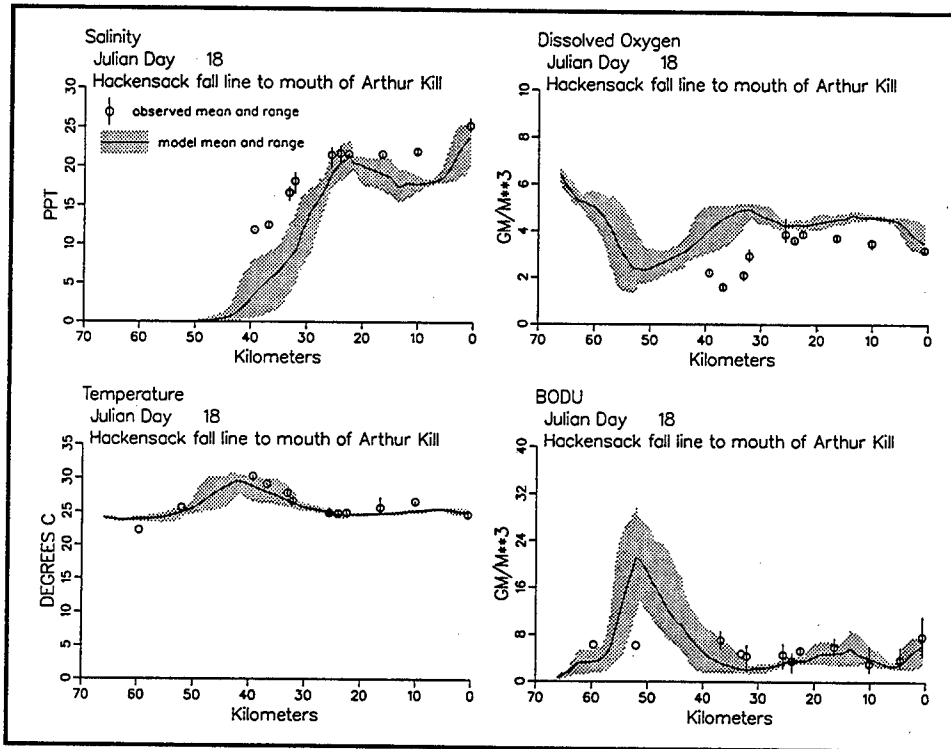 Salinity
Julian Day 18
Hackensack fall line to mouth of Arthur Kill
observed mean and range
model mean and range
PPT
30
25
20
15
10
5
0
70 60 50 40 30 20 10 0
Kilometers
Dissolved Oxygen
Julian Day 18
Hackensack fall line to mouth of Arthur Kill
GM/M**3
10
8
6
4
2
0
70 60 50 40 30 20 10 0
Kilometers
Temperature
Julian Day 18
Hackensack fall line to mouth of Arthur Kill
DEGREES C
35
30
25
20
15
10
5
0
70 60 50 40 30 20 10 0
Kilometers
BODU
Julian Day 18
Hackensack fall line to mouth of Arthur Kill
GM/M**3
40
32
24
16
8
0
70 60 50 40 30 20 10 0
Kilometers